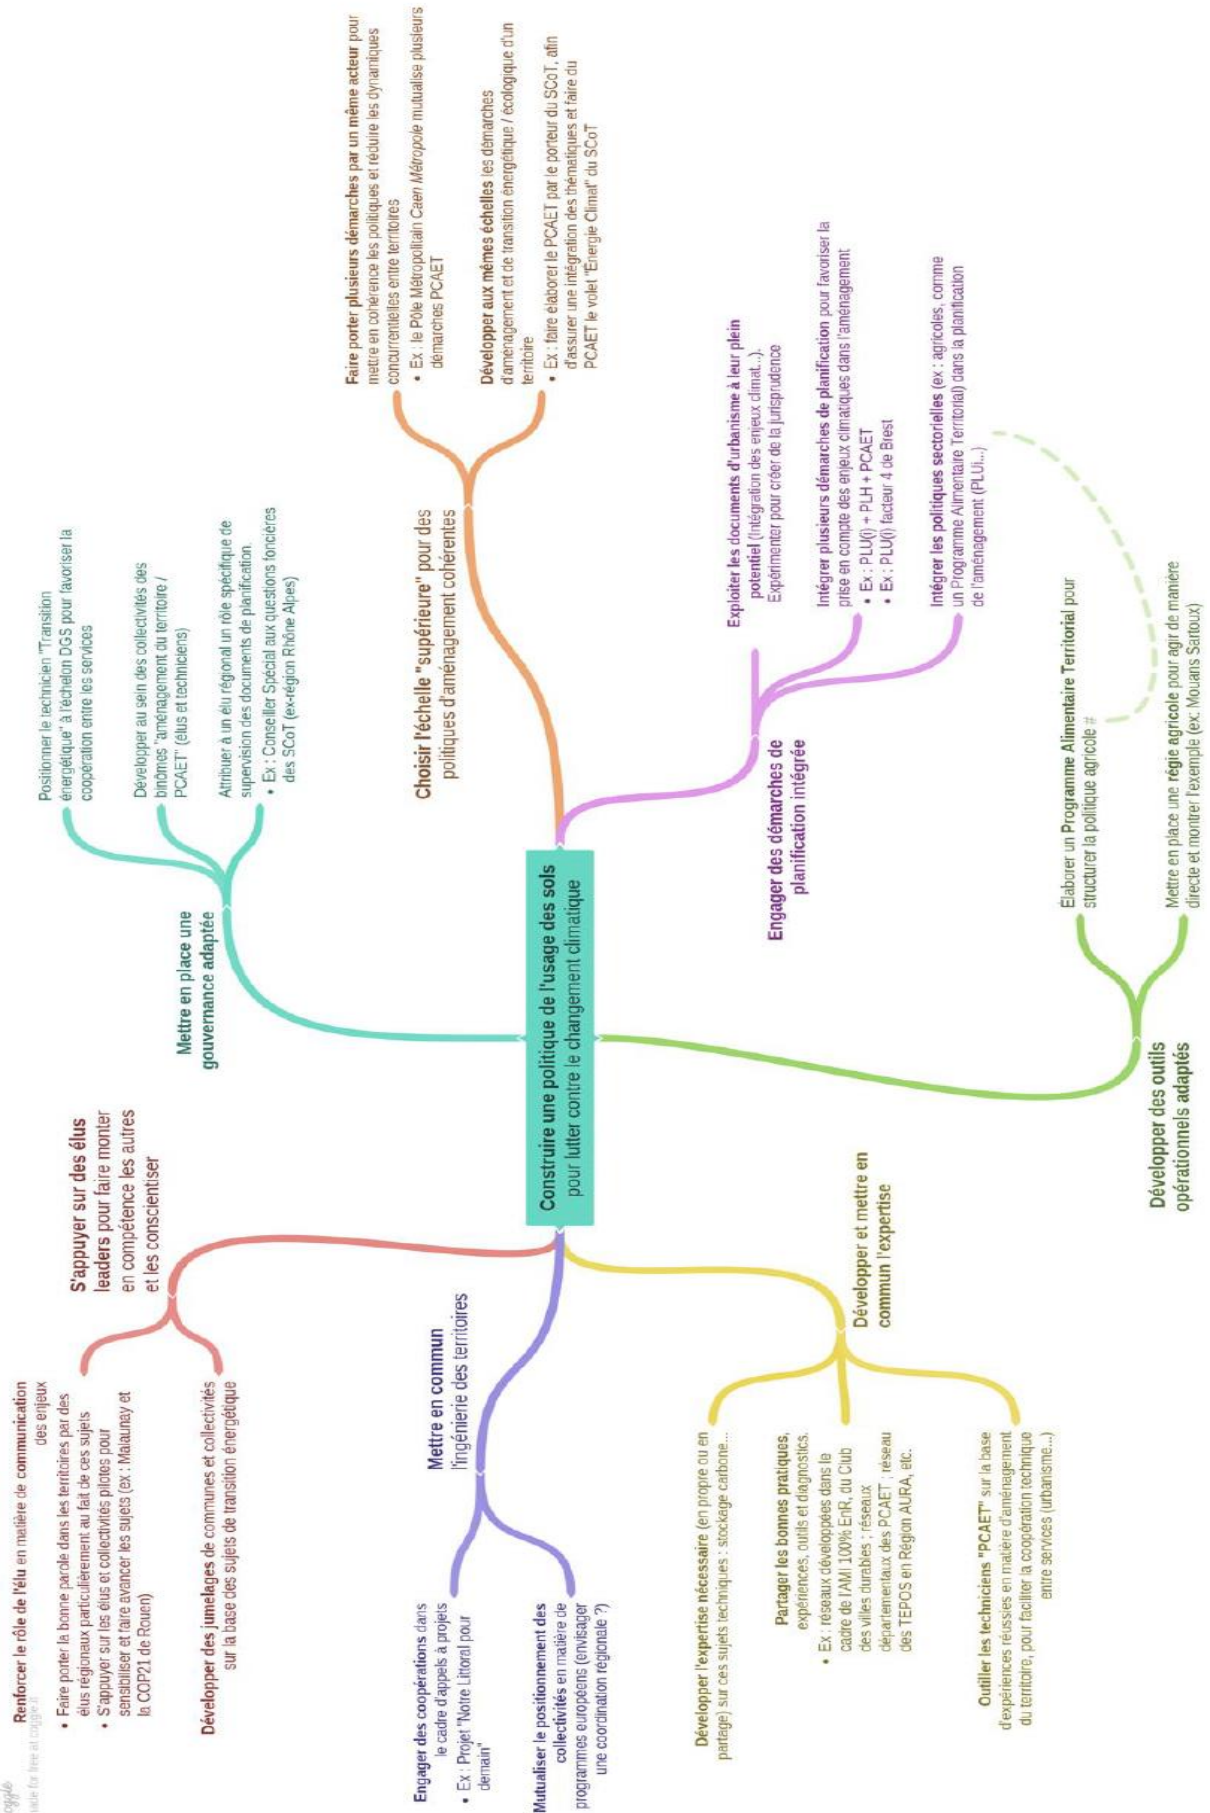 Construire une politique de l'usage des sols
pour lutter contre le changement climatique
S'appuyer sur des élus
leaders pour faire monter
en compétence les autres
et les conscientiser
Renforcer le rôle de l'élu en matière de communication
des enjeux
• Faire porter la bonne parole dans les territoires par des
élus régionaux particulièrement au fait de ces sujets
• S'appuyer sur les élus et collectivités pilotes pour
sensibiliser et faire avancer les sujets (ex : Malaunay et
la COP21 de Rouen)
Développer des jumelages de communes et collectivités
sur la base des sujets de transition énergétique
Mettre en commun
l'ingénierie des territoires
Engager des coopérations dans
le cadre d'appels à projets
• Ex : Projet "Notre Littoral pour
demain"
Mutualiser le positionnement des
collectivités en matière de
programmes européens (envisager
une coordination régionale ?)
Développer et mettre en
commun l'expertise
Développer l'expertise nécessaire (en propre ou en
partage) sur ces sujets techniques : stockage carbone...
Partager les bonnes pratiques,
expériences, outils et diagnostics.
• Ex : réseaux développées dans le
cadre de l'AMI 100% EnR, du Club
des villes durables ; réseaux
départementaux des PCAET ; réseau
des TEPOS en Région AURA, etc.
Outiller les techniciens "PCAET" sur la base
d'expériences réussies en matière d'aménagement
du territoire, pour faciliter la coopération technique
entre services (urbanisme...)
Mettre en place une
gouvernance adaptée
Positionner le technicien "Transition
énergétique" à l'échelon DGS pour favoriser la
coopération entre les services
Développer au sein des collectivités des
binômes "aménagement du territoire /
PCAET" (élus et techniciens)
Attribuer à un élu régional un rôle spécifique de
supervision des documents de planification.
• Ex : Conseiller Spécial aux questions foncières
des SCoT (ex-région Rhône Alpes)
Choisir l'échelle "supérieure" pour des
politiques d'aménagement cohérentes
Faire porter plusieurs démarches par un même acteur pour
mettre en cohérence les politiques et réduire les dynamiques
concurrentielles entre territoires
• Ex : le Pôle Métropolitain Caen Métropole mutualise plusieurs
démarches PCAET
Développer aux mêmes échelles les démarches
d'aménagement et de transition énergétique / écologique d'un
territoire
• Ex : faire élaborer le PCAET par le porteur du SCoT, afin
d'assurer une intégration des thématiques et faire du
PCAET le volet "Énergie Climat" du SCoT
Engager des démarches de
planification intégrée
Exploiter les documents d'urbanisme à leur plein
potentiel (Intégration des enjeux climat...).
Expérimenter pour créer de la jurisprudence
Intégrer plusieurs démarches de planification pour favoriser la
prise en compte des enjeux climatiques dans l'aménagement
• Ex : PLU(i) + PLH + PCAET
• Ex : PLU(i) facteur 4 de Brest
Intégrer les politiques sectorielles (ex : agricoles, comme
un Programme Alimentaire Territorial) dans la planification
de l'aménagement (PLUi...)
Développer des outils
opérationnels adaptés
Élaborer un Programme Alimentaire Territorial pour
structurer la politique agricole #
Mettre en place une régie agricole pour agir de manière
directe et montrer l'exemple (ex: Mouans Sartoux)
oggle
made for free at coggle.it